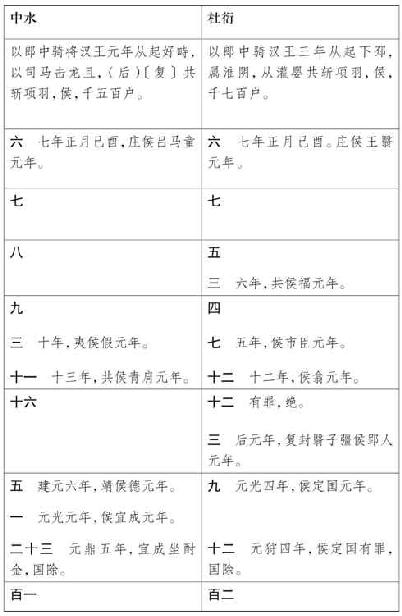 中水
以郎中骑将汉王元年从起好畤，
以司马击龙且，（后）〔复〕共
斩项羽，侯，千五百户。
六 七年正月己酉，庄侯吕马童
元年。
七
八
九
三 十年，夷侯假元年。
十一 十三年，共侯青肩元年。
十六
五 建元六年，靖侯德元年。
一 元光元年，侯宜成元年。
二十三 元鼎五年，宜成坐酎
金，国除。
百一
杜衍
以郎中骑汉王三年从起下邳，
属淮阴，从灌婴共斩项羽，侯，
千七百户。
六 七年正月己酉。庄侯王翳
元年。
七
五
三 六年，共侯福元年。
四
七 五年，侯市臣元年。
十二 十二年，侯翕元年。
十二 有罪，绝。
三 后元年，复封翳子彊侯郢人
元年。
九 元光四年，侯定国元年。
十二 元狩四年，侯定国有罪，
国除。
百二